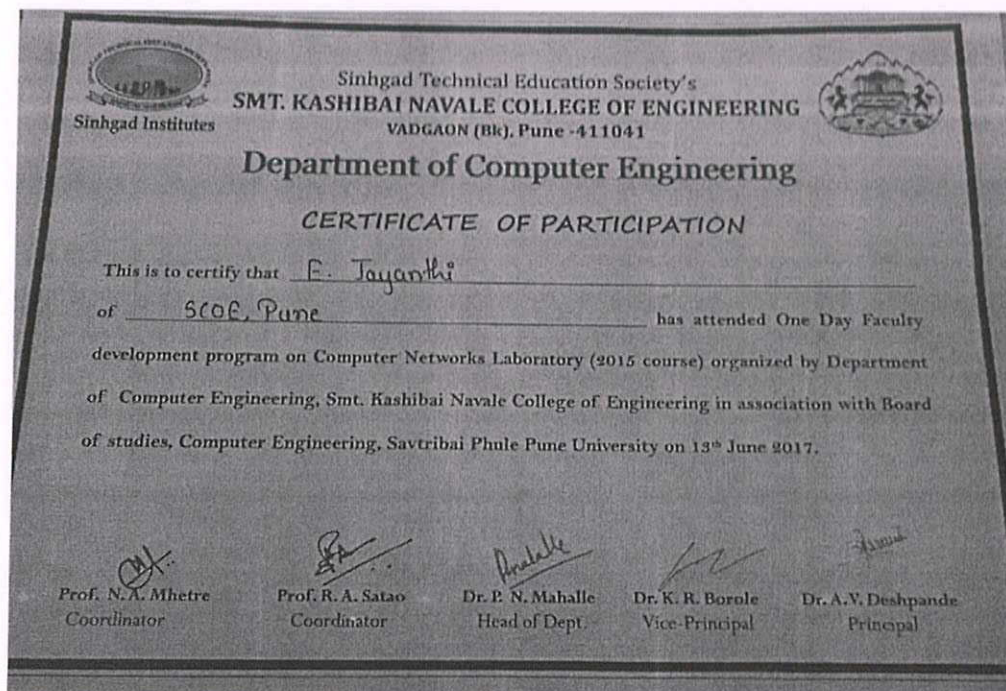 Sinhgad Institutes
Sinhgad Technical Education Society's
SMT. KASHIBAI NAVALE COLLEGE OF ENGINEERING
VADGAON (Bk), Pune -411041
Department of Computer Engineering
CERTIFICATE OF PARTICIPATION
This is to certify that E. Jayanthi
of SCOE, Pune has attended One Day Faculty
development program on Computer Networks Laboratory (2015 course) organized by Department
of Computer Engineering, Smt. Kashibai Navale College of Engineering in association with Board
of studies, Computer Engineering, Savtribai Phule Pune University on 13th June 2017.
Prof. N.A. Mhetre Prof. R. A. Satao Dr. P. N. Mahalle Dr. K. R. Borole Dr. A.V. Deshpande
Coordinator Coordinator Head of Dept. Vice-Principal Principal